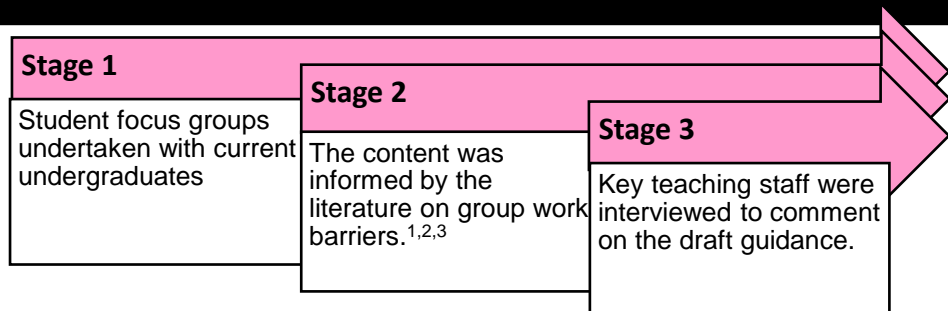 Stage 1
Student focus groups
undertaken with current
undergraduates
Stage 2
The content was
informed by the
literature on group work
barriers.1,2,3
Stage 3
Key teaching staff were
interviewed to comment
on the draft guidance.